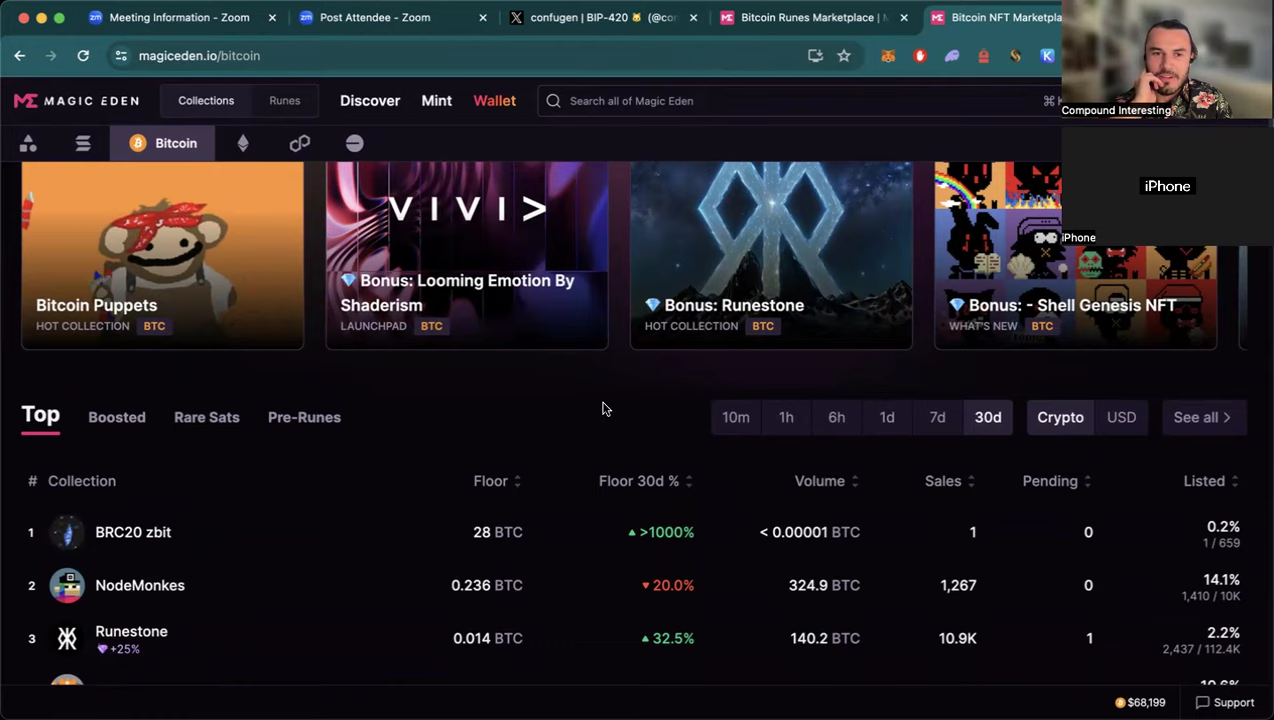 Meeting Information - Zoom
Post Attendee - Zoom
confugen | BIP-420 🐱 (@con
Bitcoin Runes Marketplace |
Bitcoin NFT Marketpla
magiceden.io/bitcoin
MAGIC EDEN
Collections
Runes
Discover
Mint
Wallet
Search all of Magic Eden
Compound Interesting
Bitcoin
iPhone
iPhone
VIVI>
Bitcoin Puppets
HOT COLLECTION BTC
💎 Bonus: Looming Emotion By
Shaderism
LAUNCHPAD BTC
💎 Bonus: Runestone
HOT COLLECTION BTC
💎 Bonus: - Shell Genesis NFT
WHAT'S NEW BTC
Top
Boosted
Rare Sats
Pre-Runes
10m
1h
6h
1d
7d
30d
Crypto
USD
See all >
# Collection Floor Floor 30d % Volume Sales Pending Listed
1 BRC20 zbit 28 BTC >1000% < 0.00001 BTC 1 0 0.2%
1 / 659
2 NodeMonkes 0.236 BTC 20.0% 324.9 BTC 1,267 0 14.1%
1,410 / 10K
3 Runestone 0.014 BTC 32.5% 140.2 BTC 10.9K 1 2.2%
+25% 2,437 / 112.4K
$68,199
Support